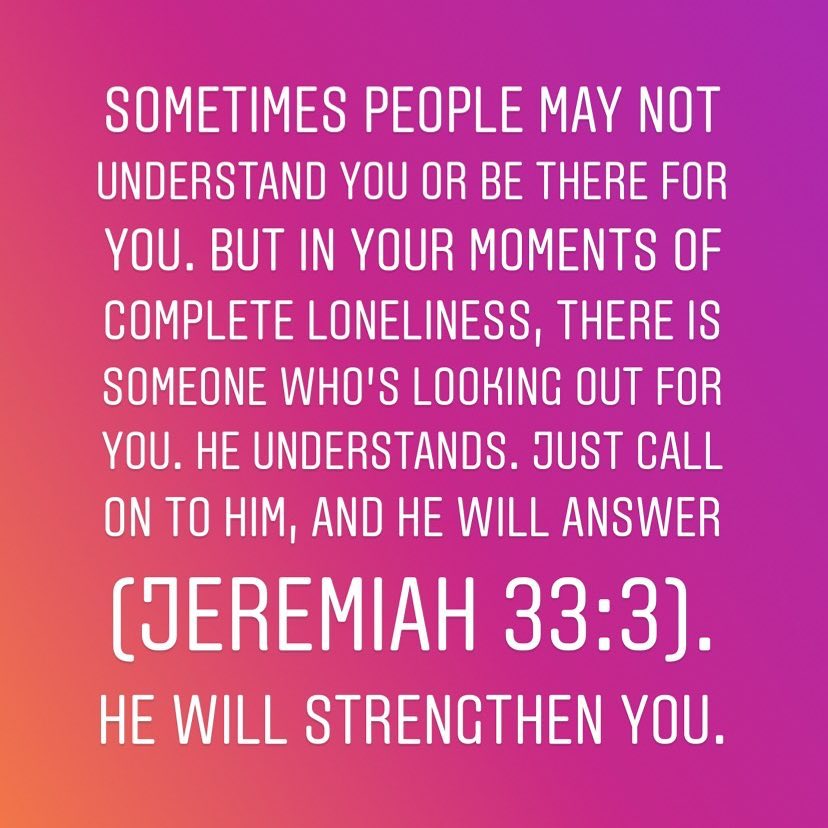 SOMETIMES PEOPLE MAY NOT
UNDERSTAND YOU OR BE THERE FOR
YOU. BUT IN YOUR MOMENTS OF
COMPLETE LONELINESS, THERE IS
SOMEONE WHO'S LOOKING OUT FOR
YOU. HE UNDERSTANDS. JUST CALL
ON TO HIM, AND HE WILL ANSWER
(JEREMIAH 33:3).
HE WILL STRENGTHEN YOU.